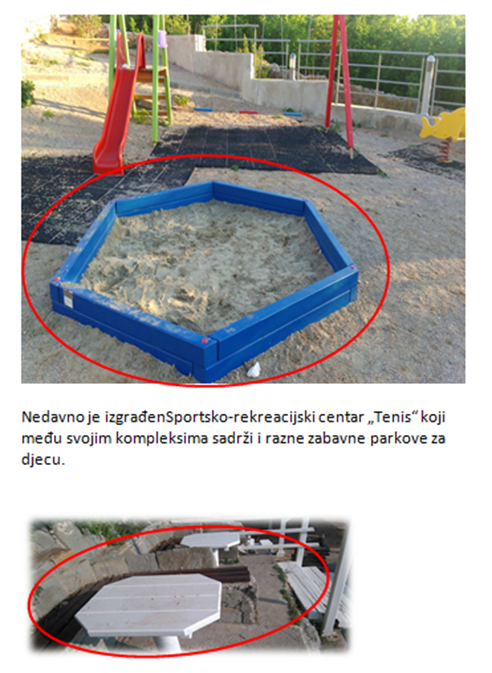 Nedavno je izgrađenSportsko-rekreacijski centar „Tenis“ koji
među svojim kompleksima sadrži i razne zabavne parkove za
djecu.